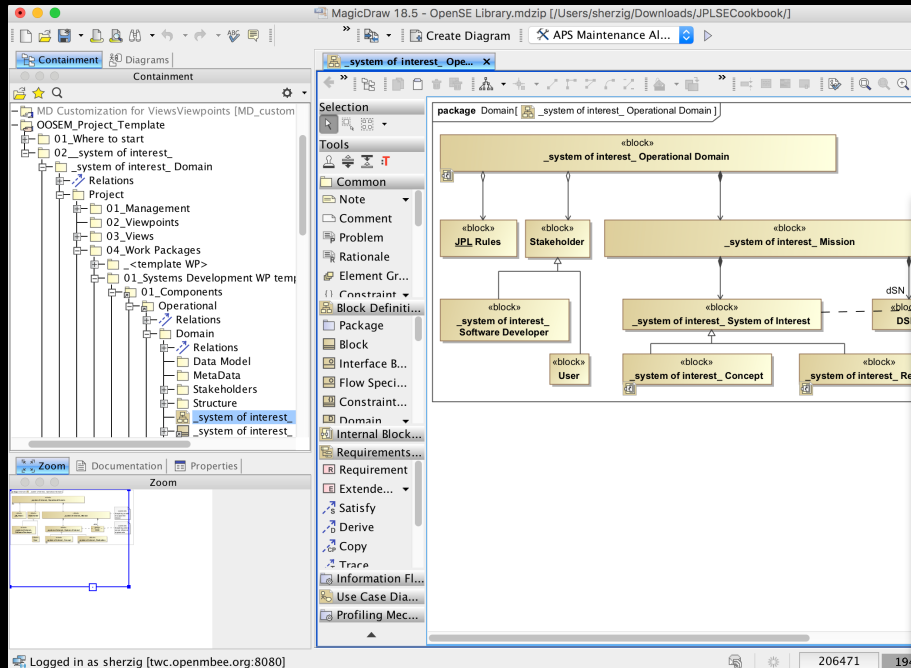 MagicDraw 18.5 - OpenSE Library.mdzip [/Users/sherzig/Downloads/JPLSECookbook/]
Create Diagram
APS Maintenance Al...
Containment
Diagrams
Containment
MD Customization for ViewsViewpoints [MD_custom
OOSEM_Project_Template
01_Where to start
02__system of interest_
_system of interest_ Domain
Relations
Project
01_Management
02_Viewpoints
03_Views
04_Work Packages
_<template WP>
01_Systems Development WP temp
01_Components
Operational
Relations
Domain
Relations
Data Model
MetaData
Stakeholders
Structure
_system of interest_
_system of interest_
Zoom
Documentation
Properties
Zoom
_system of interest_ Ope...
Selection
Tools
Common
Note
Comment
Problem
Rationale
Element Gr...
Constraint
Block Definiti...
Package
Block
Interface B...
Flow Speci...
Constraint...
Domain
Internal Block...
Requirements...
Requirement
Extende...
Satisfy
Derive
Copy
Trace
Information Fl...
Use Case Dia...
Profiling Mec...
package Domain[ _system of interest_ Operational Domain ]
«block»
_system of interest_ Operational Domain
«block»
JPL Rules
«block»
Stakeholder
«block»
_system of interest_ Mission
dSN
«block»
_system of interest_
Software Developer
«block»
_system of interest_ System of Interest
«blo
DS
«block»
User
«block»
_system of interest_ Concept
«block»
_system of interest_ Re
Logged in as sherzig [twc.openmbee.org:8080]
206471